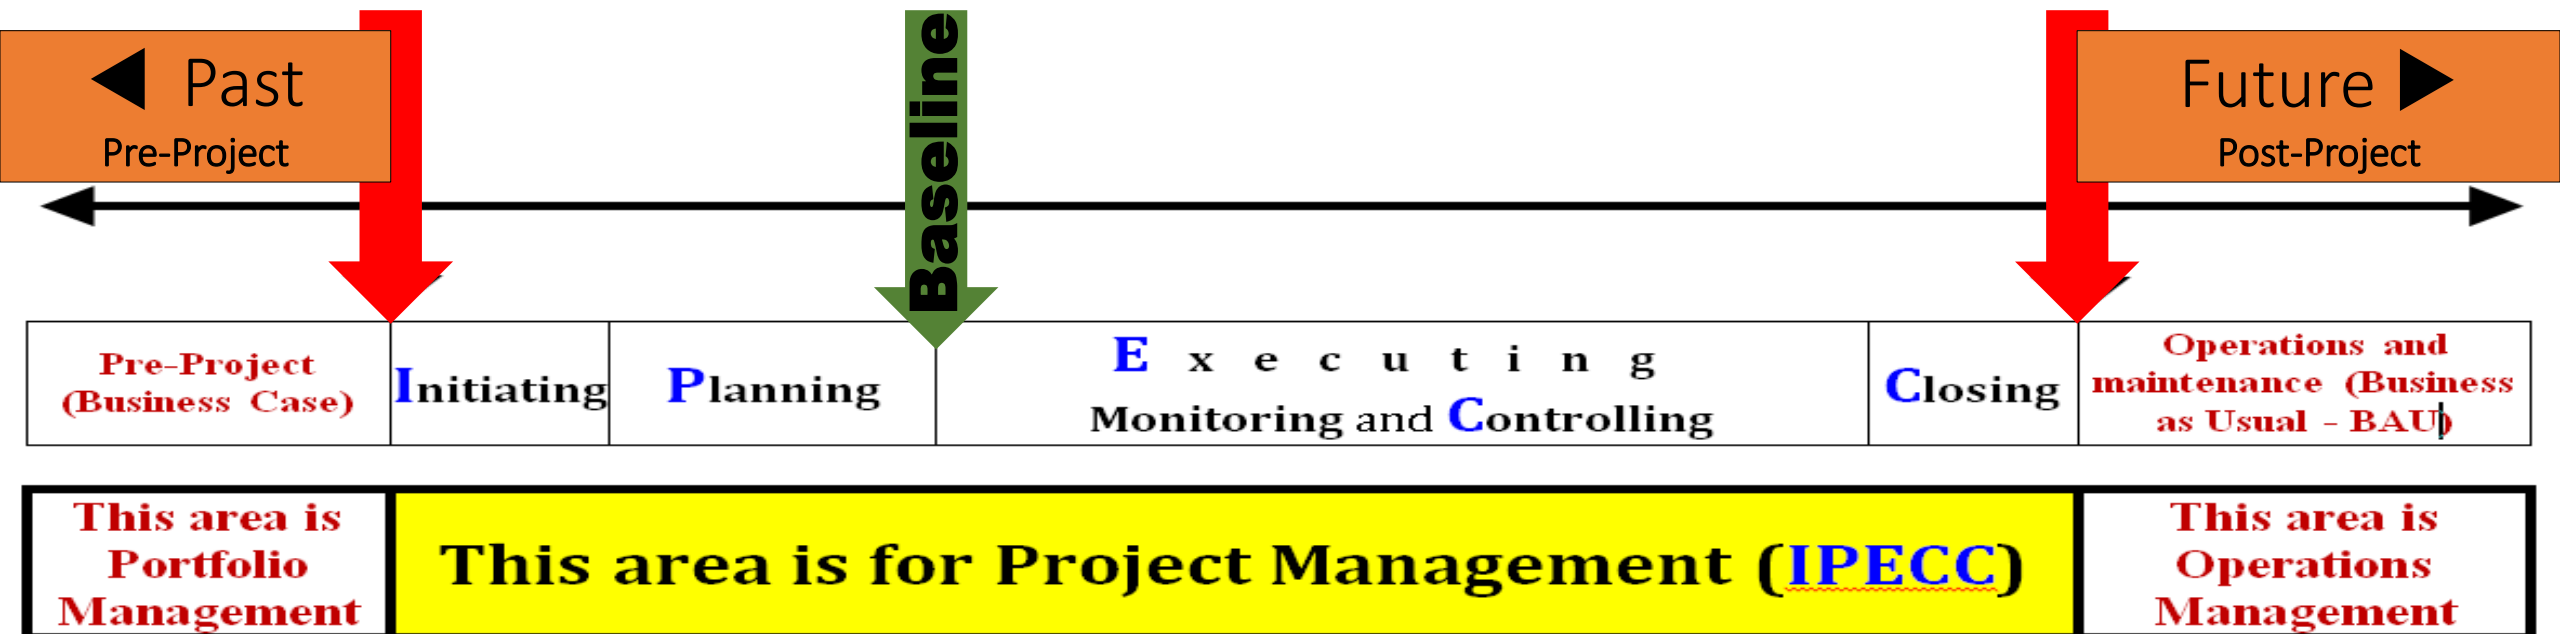 Past
Pre-Project
Baseline
Future
Post-Project
Pre-Project
(Business Case)
Initiating
Planning
E x e c u t i n g
Monitoring and Controlling
Closing
Operations and
maintenance (Business
as Usual - BAU)
This area is
Portfolio
Management
This area is for Project Management (IPECC)
This area is
Operations
Management